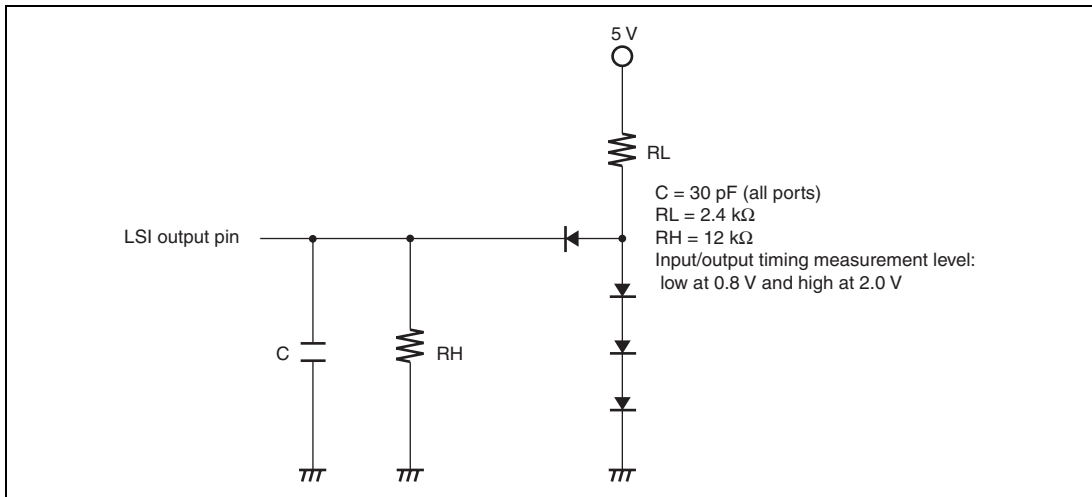 5 V
RL
C = 30 pF (all ports)
RL = 2.4 kΩ
RH = 12 kΩ
Input/output timing measurement level:
low at 0.8 V and high at 2.0 V
LSI output pin
C
RH